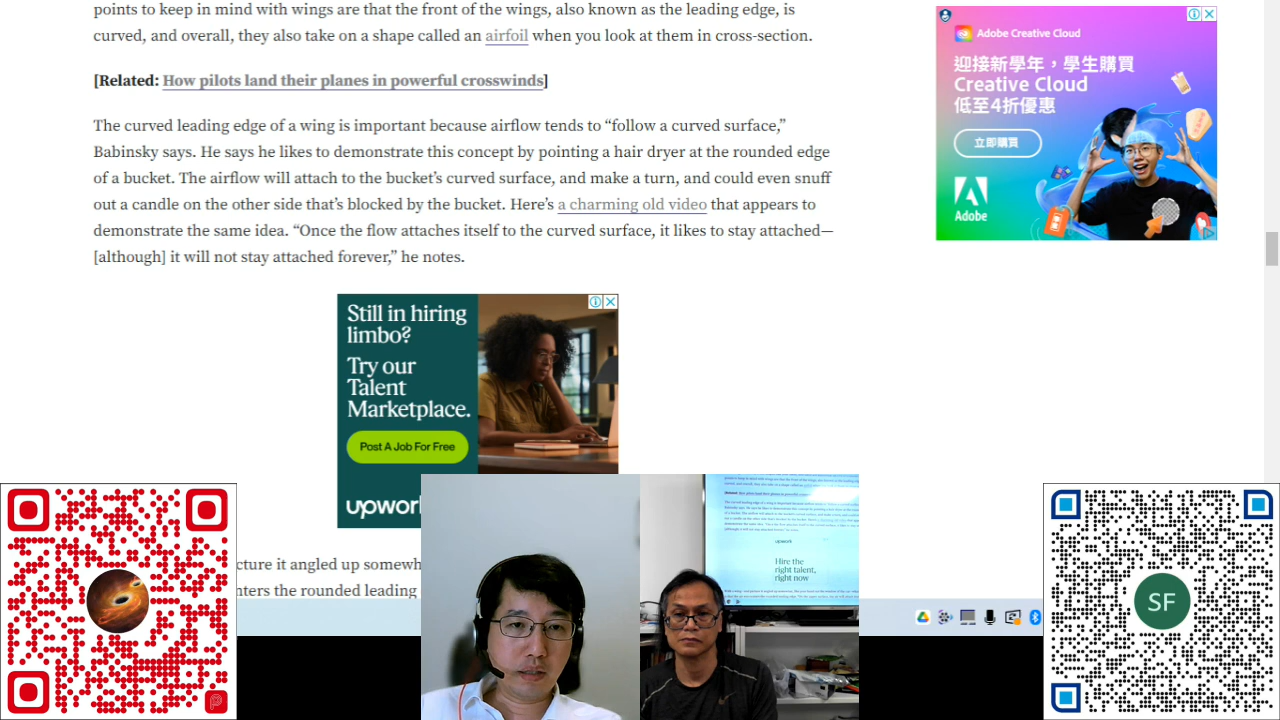 points to keep in mind with wings are that the front of the wings, also known as the leading edge, is
curved, and overall, they also take on a shape called an airfoil when you look at them in cross-section.
[Related: How pilots land their planes in powerful crosswinds]
The curved leading edge of a wing is important because airflow tends to “follow a curved surface,”
Babinsky says. He says he likes to demonstrate this concept by pointing a hair dryer at the rounded edge
of a bucket. The airflow will attach to the bucket’s curved surface, and make a turn, and could even snuff
out a candle on the other side that’s blocked by the bucket. Here’s a charming old video that appears to
demonstrate the same idea. “Once the flow attaches itself to the curved surface, it likes to stay attached—
[although] it will not stay attached forever,” he notes.
Adobe Creative Cloud
迎接新學年，學生購買
Creative Cloud
低至4折優惠
立即購買
Adobe
Still in hiring
limbo?
Try our
Talent
Marketplace.
Post A Job For Free
upwork
cture it angled up somewh
nters the rounded leading
upwork
Hire the
right talent,
right now
SF